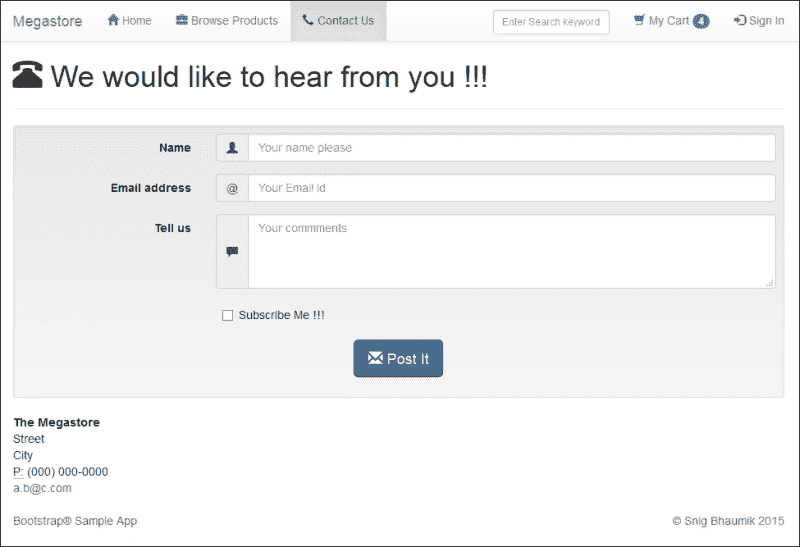 Megastore Home Browse Products Contact Us Enter Search keyword My Cart 4 Sign In
We would like to hear from you !!!
Name Your name please
Email address @ Your Email Id
Tell us Your commments
Subscribe Me !!!
Post It
The Megastore
Street
City
P: (000) 000-0000
a.b@c.com
Bootstrap® Sample App © Snig Bhaumik 2015